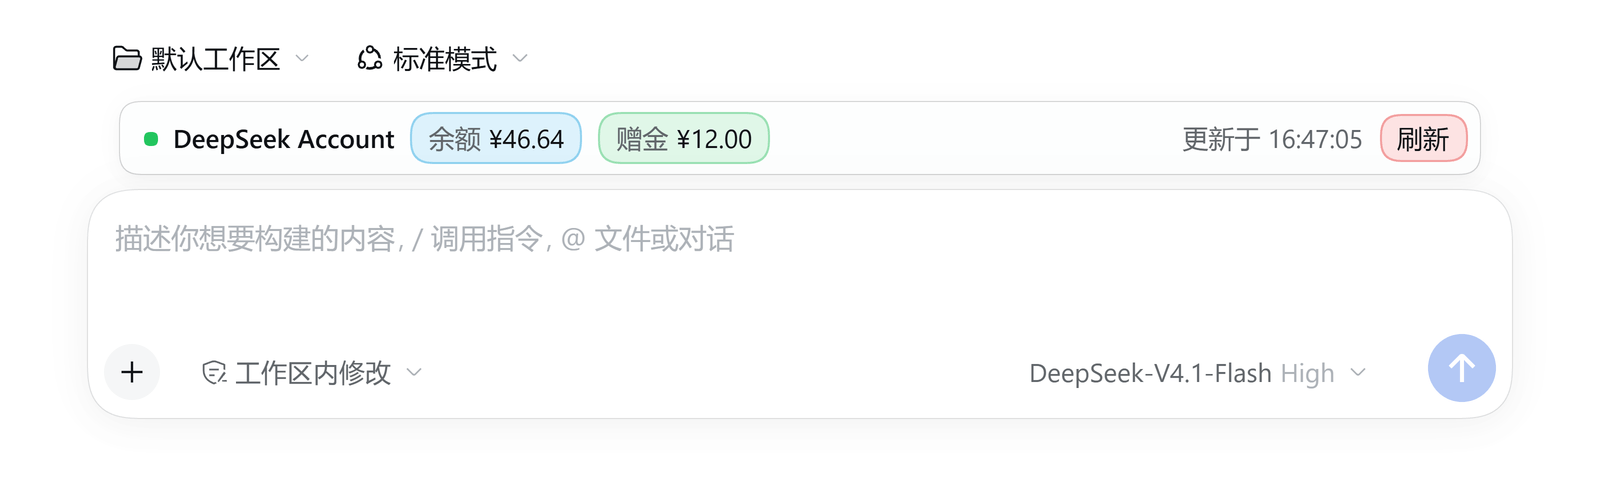 默认工作区 标准模式
DeepSeek Account 余额 ¥46.64 赠金 ¥12.00 更新于 16:47:05 刷新
描述你想要构建的内容, / 调用指令, @ 文件或对话
工作区内修改 DeepSeek-V4.1-Flash High